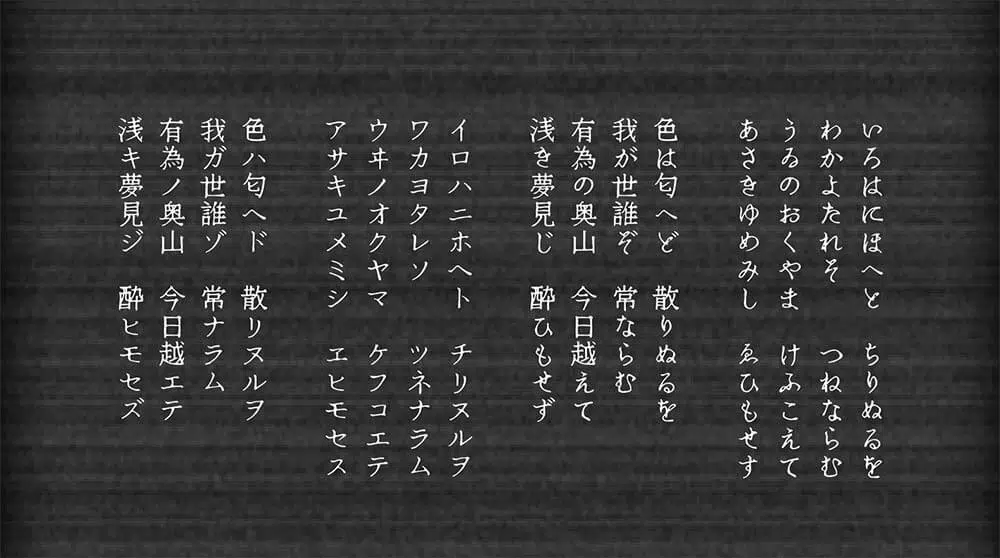 いろはにほへと ちりぬるを
わかよたれそ つねならむ
うゐのおくやま けふこえて
あさきゆめみし ゑひもせす
色は匂へど 散りぬるを
我が世誰ぞ 常ならむ
有為の奥山 今日越えて
浅き夢見じ 酔ひもせず
イロハニホヘト チリヌルヲ
ワカヨタレソ ツネナラム
ウヰノオクヤマ ケフコエテ
アサキユメミシ ヱヒモセス
色ハ匂ヘド 散リヌルヲ
我ガ世誰ゾ 常ナラム
有為ノ奥山 今日越エテ
浅キ夢見ジ 酔ヒモセズ